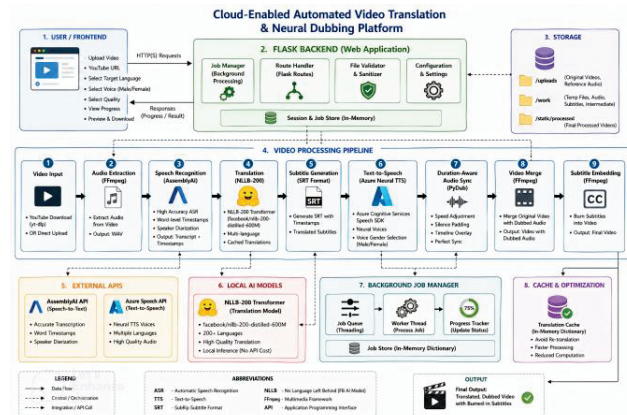 Cloud-Enabled Automated Video Translation
& Neural Dubbing Platform
1. USER / FRONTEND
Upload Video
• YouTube URL
• Select Target Language
• Select Voice (Male/Female)
• Select Quality
• View Progress
• Preview & Download
HTTP(S) Requests
Responses
(Progress / Result)
2. FLASK BACKEND (Web Application)
Job Manager
(Background
Processing)
Route Handler
(Flask Routes)
File Validator
& Sanitizer
Configuration
& Settings
Session & Job Store (In-Memory)
3. STORAGE
/uploads
(Original Videos,
Reference Audio)
/work
(Temp Files, Audio,
Subtitles, Intermediate)
/static/processed
(Final Processed Videos)
4. VIDEO PROCESSING PIPELINE
1
Video Input
• YouTube Download
(yt-dlp)
• OR Direct Upload
2
Audio Extraction
(FFmpeg)
• Extract Audio
from Video
• Output: WAV
3
Speech Recognition
(AssemblyAI)
• High Accuracy ASR
• Word-level Timestamps
• Speaker Diarization
• Output: Transcript +
Timestamps
4
Translation
(NLLB-200)
• NLLB-200 Transformer
(facebook/nllb-200-
distilled-600M)
• Multi-language
• Cached Translations
5
Subtitle Generation
(SRT Format)
SRT
• Generate SRT with
Timestamps
• Translated Subtitles
6
Text-to-Speech
(Azure Neural TTS)
• Azure Cognitive Services
Speech SDK
• Neural Voices
• Voice Gender Selection
(Male/Female)
7
Duration-Aware
Audio Sync
(PyDub)
• Speed Adjustment
• Silence Padding
• Timeline Overlay
• Perfect Sync
8
Video Merge
(FFmpeg)
• Merge Original
Video with
Dubbed Audio
• Output Video with
Dubbed Audio
9
Subtitle Embedding
(FFmpeg)
CC
• Burn Subtitles
into Video
• Output Final Video
5. EXTERNAL APIS
AssemblyAI API
(Speech-to-Text)
• Accurate Transcription
• Word Timestamps
• Speaker Diarization
Azure Speech API
(Text-to-Speech)
• Neural TTS Voices
• Multiple Languages
• High Quality Audio
6. LOCAL AI MODELS
NLLB-200 Transformer
(Translation Model)
• 200+ Languages
• High Quality Translation
• Local Inference (No API Cost)
7. BACKGROUND JOB MANAGER
Job Queue
(Threading)
Worker Thread
(Process Job)
75%
Progress Tracker
(Update Status)
Job Store (In-Memory Dictionary)
8. CACHE & OPTIMIZATION
Translation Cache
(In-Memory Dictionary)
• Avoid Re-translation
• Faster Processing
• Reduced Computation
LEGEND
Data Flow
Control / Orchestration
Integration / API Call
ABBREVIATIONS
ASR - Automatic Speech Recognition
TTS - Text-to-Speech
SRT - SubRip Subtitle Format
NLLB - No Language Left Behind (FB AI Model)
FFmpeg - Multimedia Framework
API - Application Programming Interface
OUTPUT
Final Output:
Translated, Dubbed Video
with Burned in Subtitles